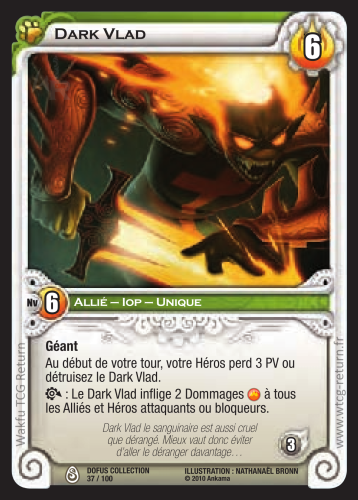 Dark Vlad
6
Nv 6 Allié – Iop – Unique
Géant
Au début de votre tour, votre Héros perd 3 PV ou
détruisez le Dark Vlad.
: Le Dark Vlad inflige 2 Dommages à tous
les Alliés et Héros attaquants ou bloqueurs.
Dark Vlad le sanguinaire est aussi cruel
que dérangé. Mieux vaut donc éviter
d'aller le déranger davantage…
3
DOFUS COLLECTION
37 / 100
ILLUSTRATION : NATHANAËL BRONN
© 2010 Ankama
Wakfu TCG Return
www.wtcg-return.fr